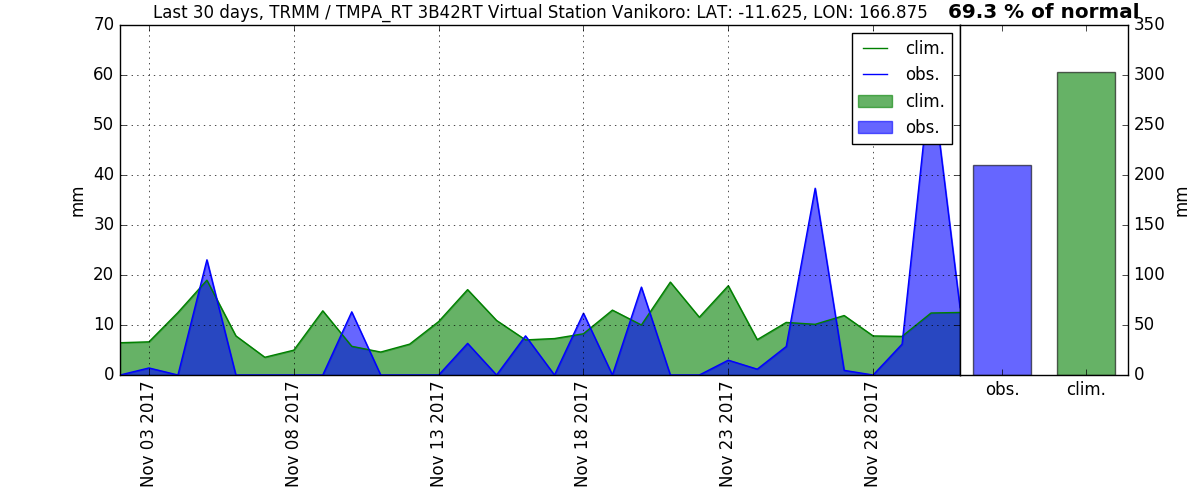 Last 30 days, TRMM / TMPA_RT 3B42RT Virtual Station Vanikoro: LAT: -11.625, LON: 166.875
69.3 % of normal
70
60
50
40
30
20
10
0
mm
clim.
obs.
clim.
obs.
350
300
250
200
150
100
50
0
mm
Nov 03 2017
Nov 08 2017
Nov 13 2017
Nov 18 2017
Nov 23 2017
Nov 28 2017
obs.
clim.